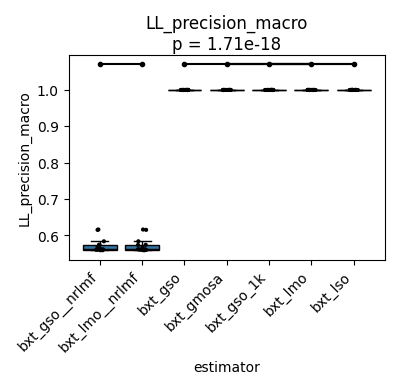 LL_precision_macro
p = 1.71e-18
LL_precision_macro
1.0
0.9
0.8
0.7
0.6
bxt_gso__nrlmf
bxt_lmo__nrlmf
bxt_gso
bxt_gmosa
bxt_gso_1k
bxt_lmo
bxt_lso
estimator